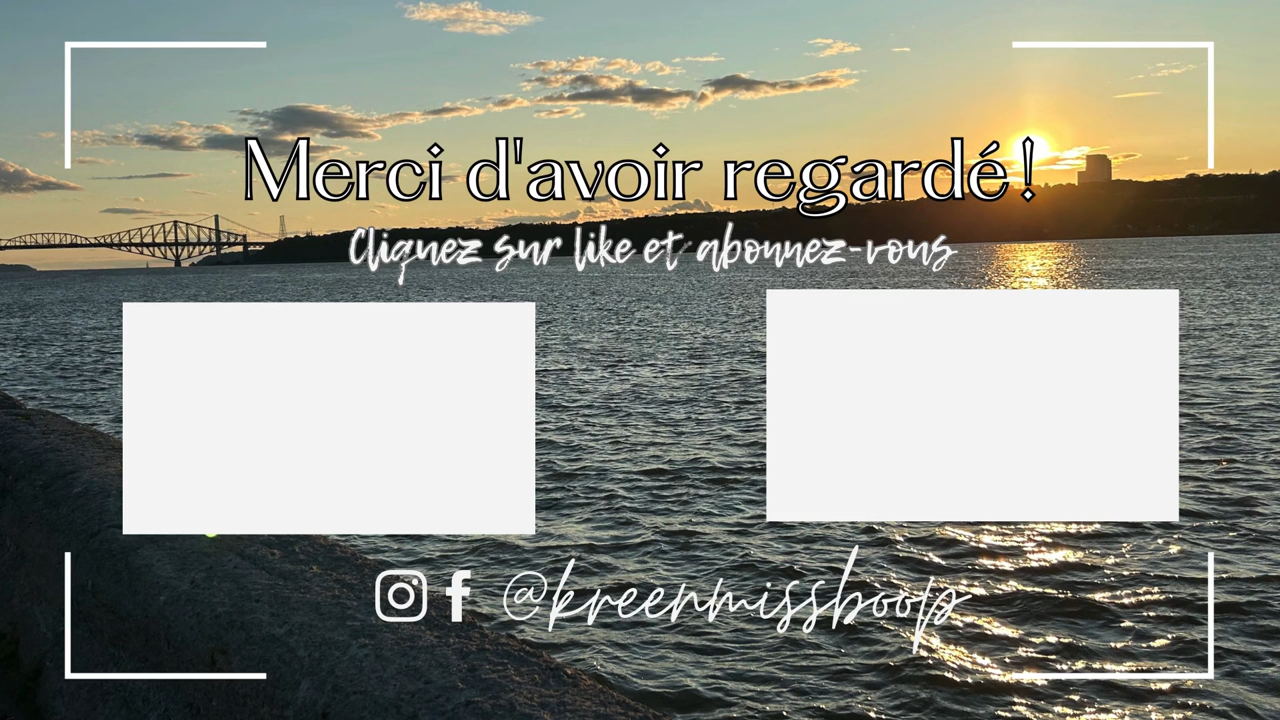 Merci d'avoir regardé !
Cliquez sur like et abonnez-vous
@kreenmissboop